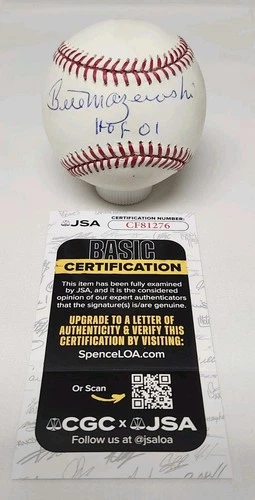 Bill Mazeroski
HOF 01
JSA
CERTIFICATION NUMBER:
CF81276
BASIC
CERTIFICATION
This item has been fully examined
by JSA, and it is the considered
opinion of our expert authenticators
that the signature(s) is/are genuine.
UPGRADE TO A LETTER OF
AUTHENTICITY & VERIFY THIS
CERTIFICATION BY VISITING:
SpenceLOA.com
Or Scan
CGC x JSA
Follow us at @jsaloa